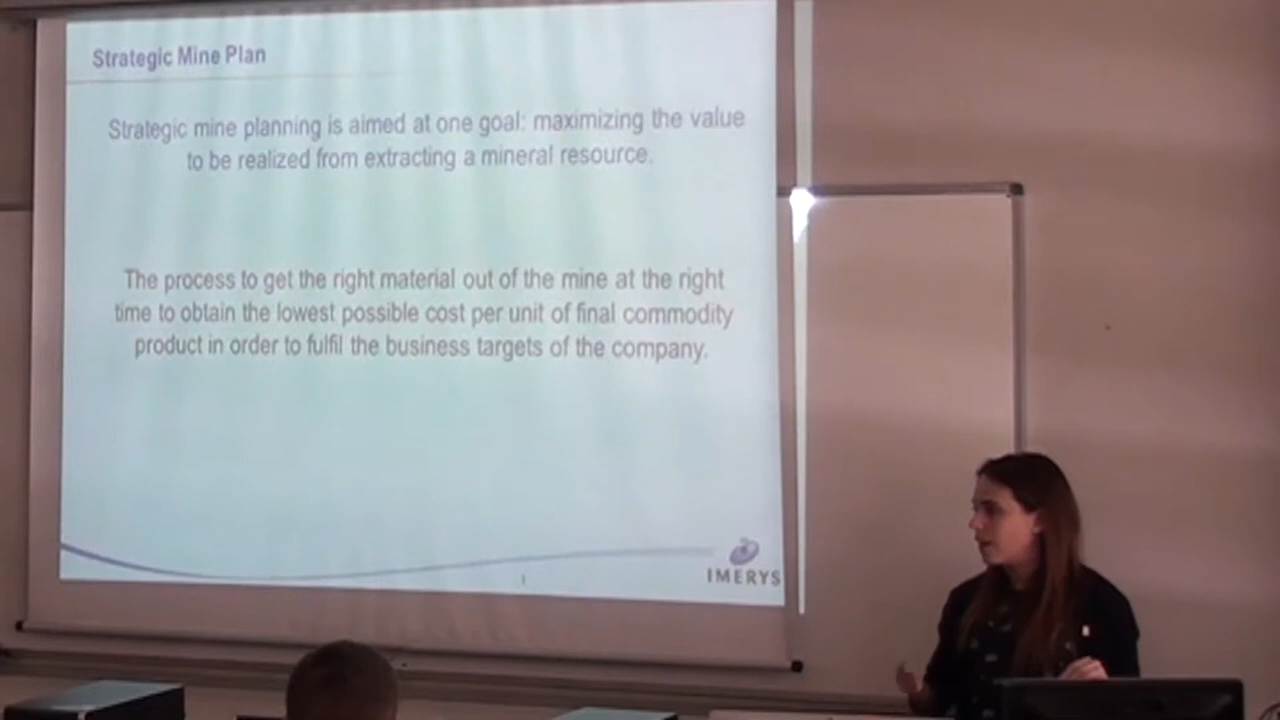 Strategic Mine Plan
Strategic mine planning is aimed at one goal: maximizing the value
to be realized from extracting a mineral resource.
The process to get the right material out of the mine at the right
time to obtain the lowest possible cost per unit of final commodity
product in order to fulfil the business targets of the company.
IMERYS